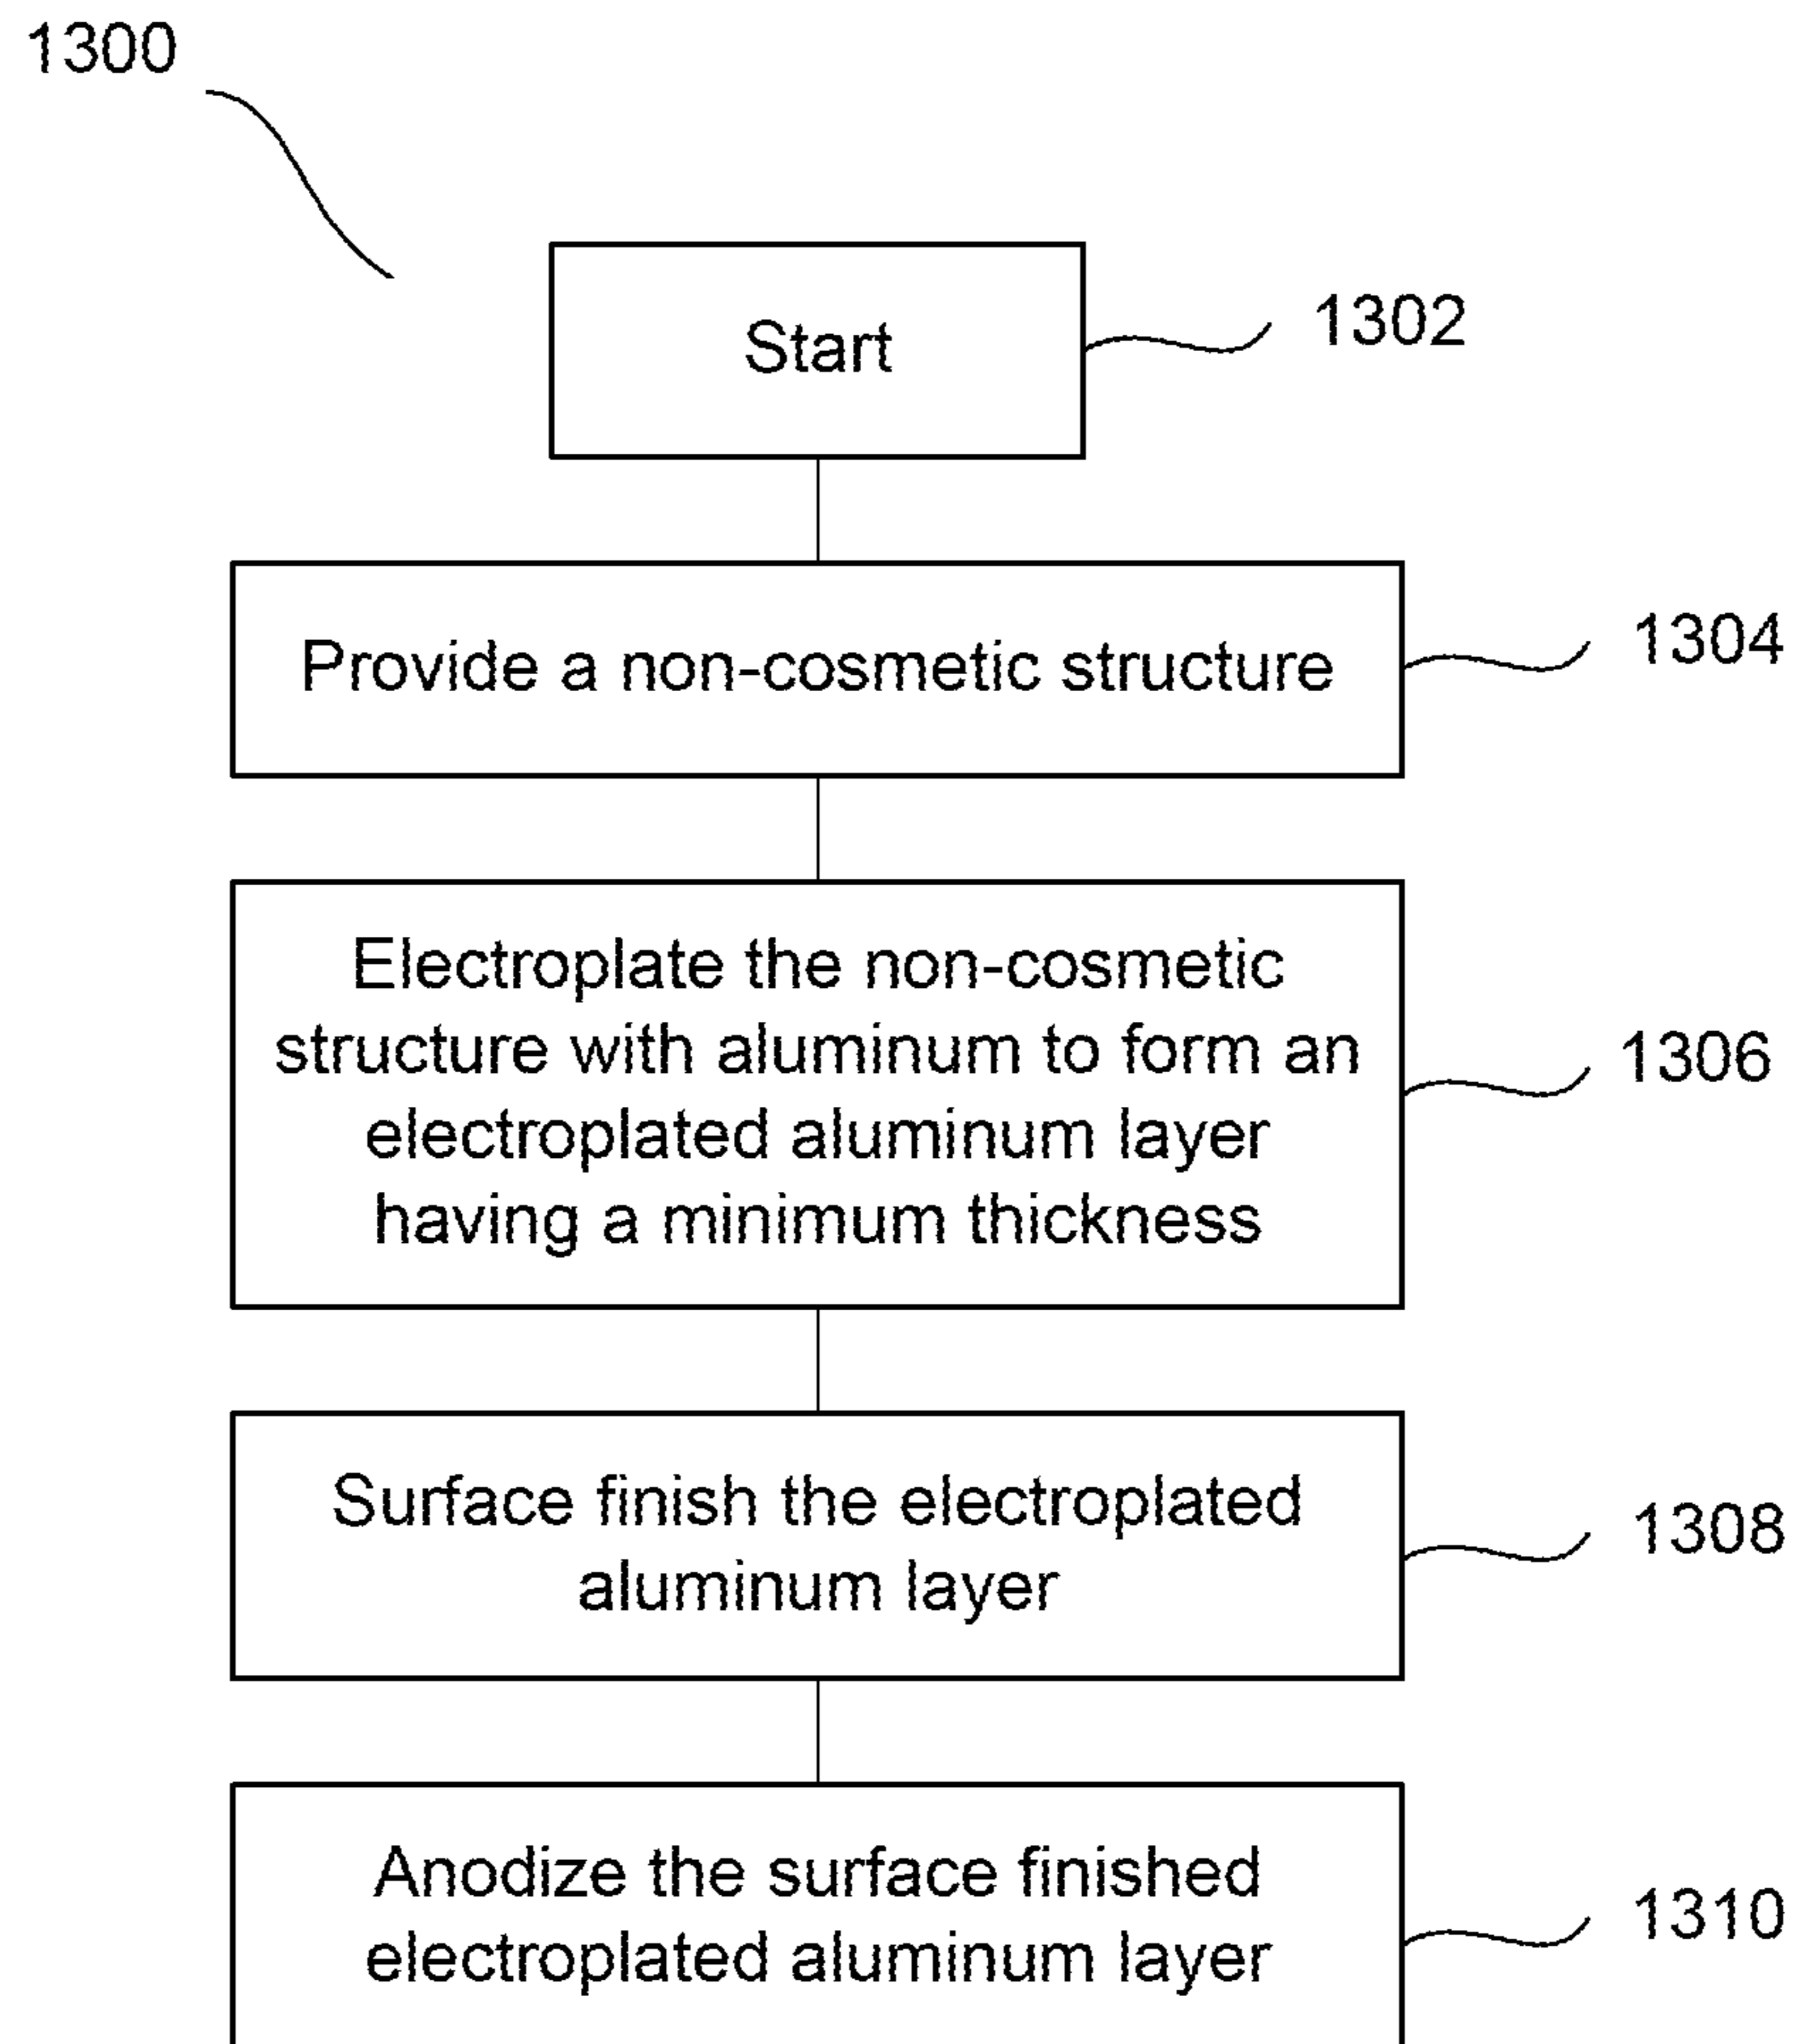 1300
Start
1302
Provide a non-cosmetic structure
1304
Electroplate the non-cosmetic
structure with aluminum to form an
electroplated aluminum layer
having a minimum thickness
1306
Surface finish the electroplated
aluminum layer
1308
Anodize the surface finished
electroplated aluminum layer
1310